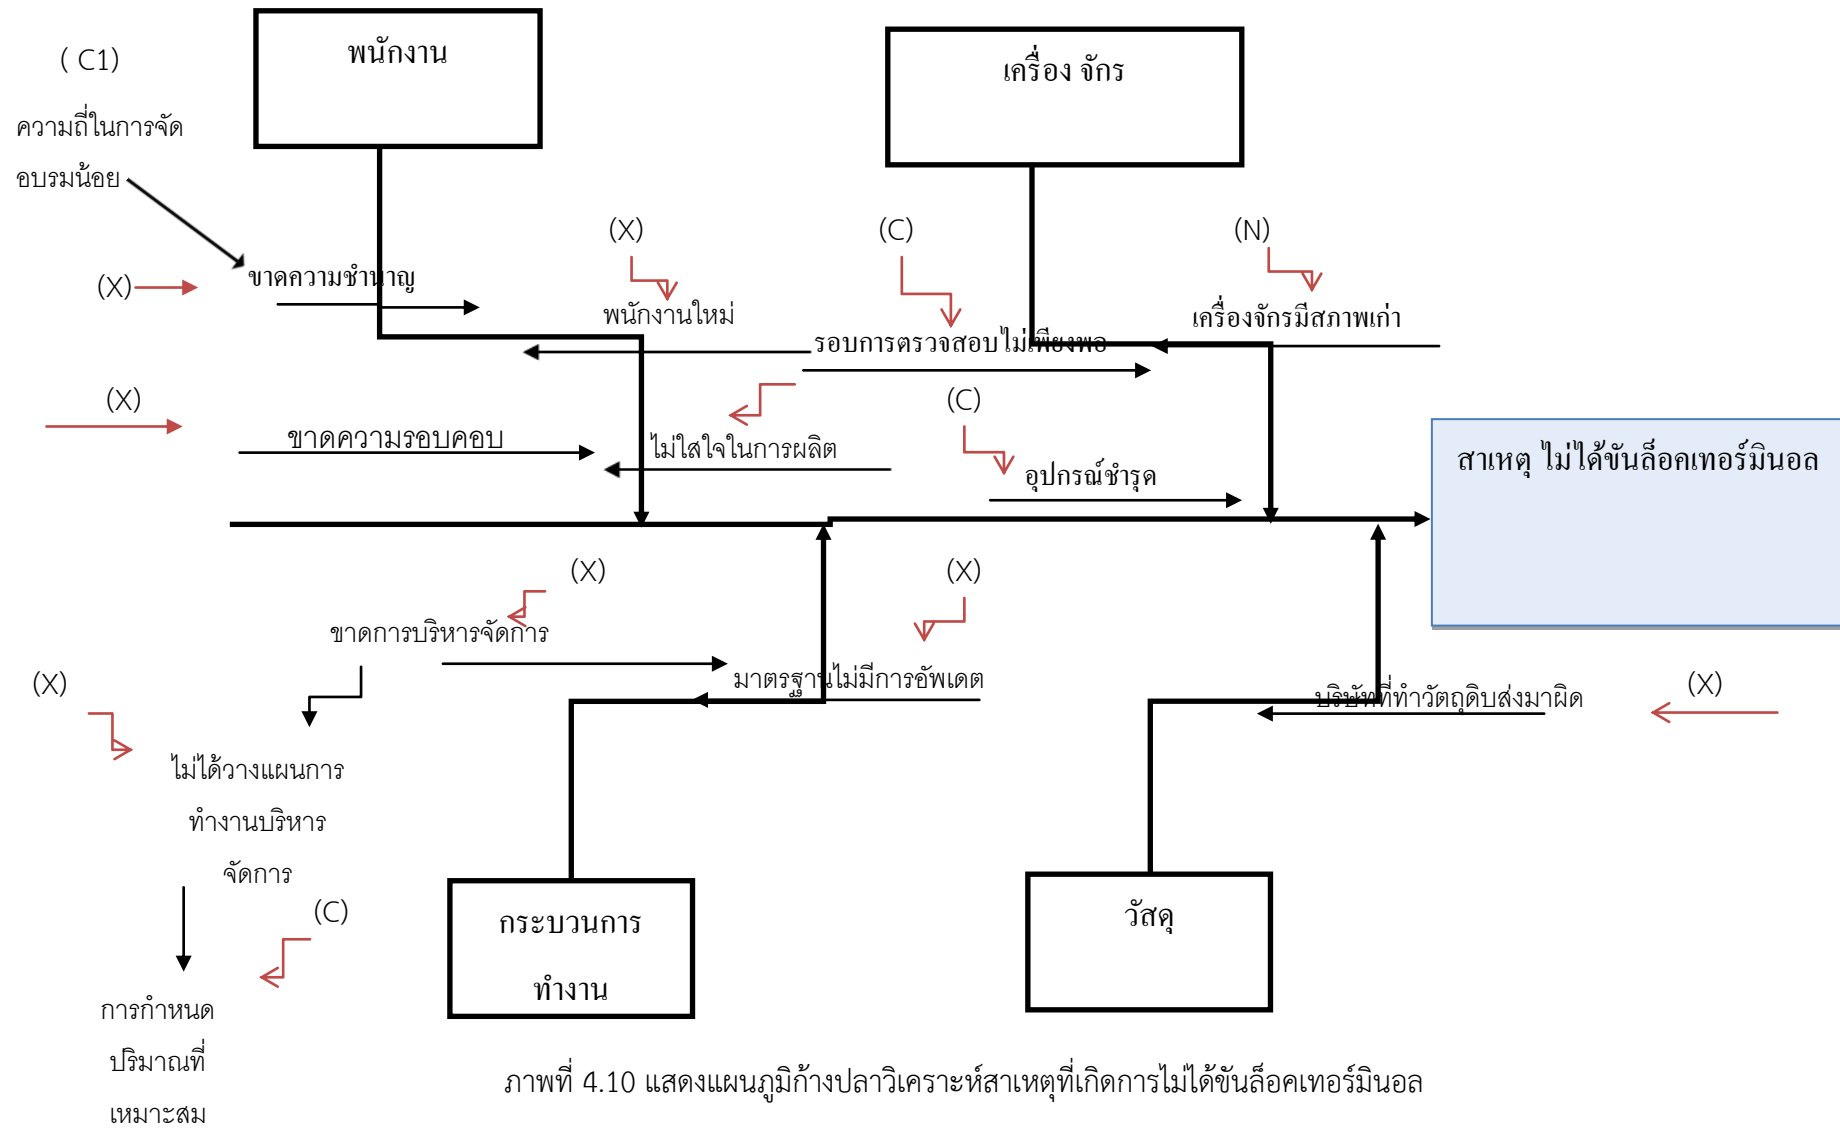 ( C1)
ความถี่ในการจัด
อบรมน้อย
พนักงาน
เครื่อง จักร
(X)
ขาดความชำนาญ
(X)
พนักงานใหม่
(C)
รอบการตรวจสอบไม่เพียงพอ
(N)
เครื่องจักรมีสภาพเก่า
(X)
ขาดความรอบคอบ
ไม่ใส่ใจในการผลิต
(C)
อุปกรณ์ชำรุด
สาเหตุ ไม่ได้ขันล็อคเทอร์มินอล
(X)
ขาดการบริหารจัดการ
(X)
มาตรฐานไม่มีการอัพเดต
บริษัทที่ทำวัตถุดิบส่งมาผิด
(X)
(X)
ไม่ได้วางแผนการ
ทำงานบริหาร
จัดการ
(C)
การกำหนด
ปริมาณที่
เหมาะสม
กระบวนการ
ทำงาน
วัสดุ
ภาพที่ 4.10 แสดงแผนภูมิก้างปลาวิเคราะห์สาเหตุที่เกิดการไม่ได้ขันล็อคเทอร์มินอล